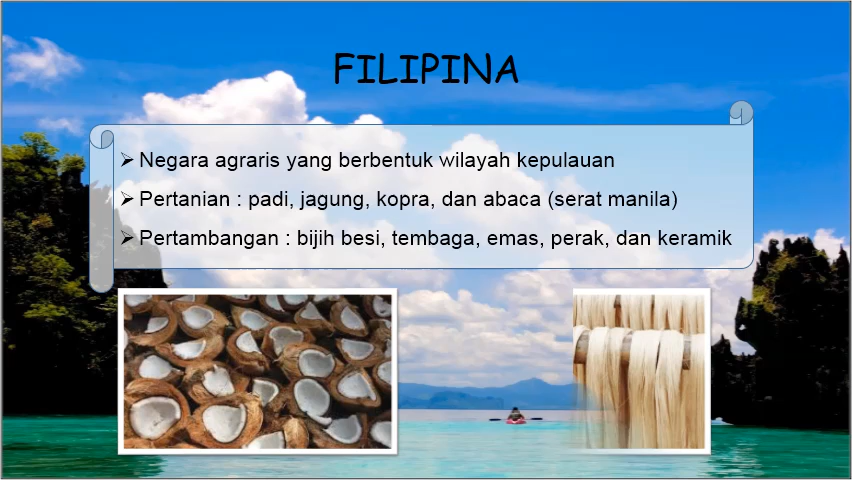 FILIPINA
➢ Negara agraris yang berbentuk wilayah kepulauan
➢ Pertanian : padi, jagung, kopra, dan abaca (serat manila)
➢ Pertambangan : bijih besi, tembaga, emas, perak, dan keramik